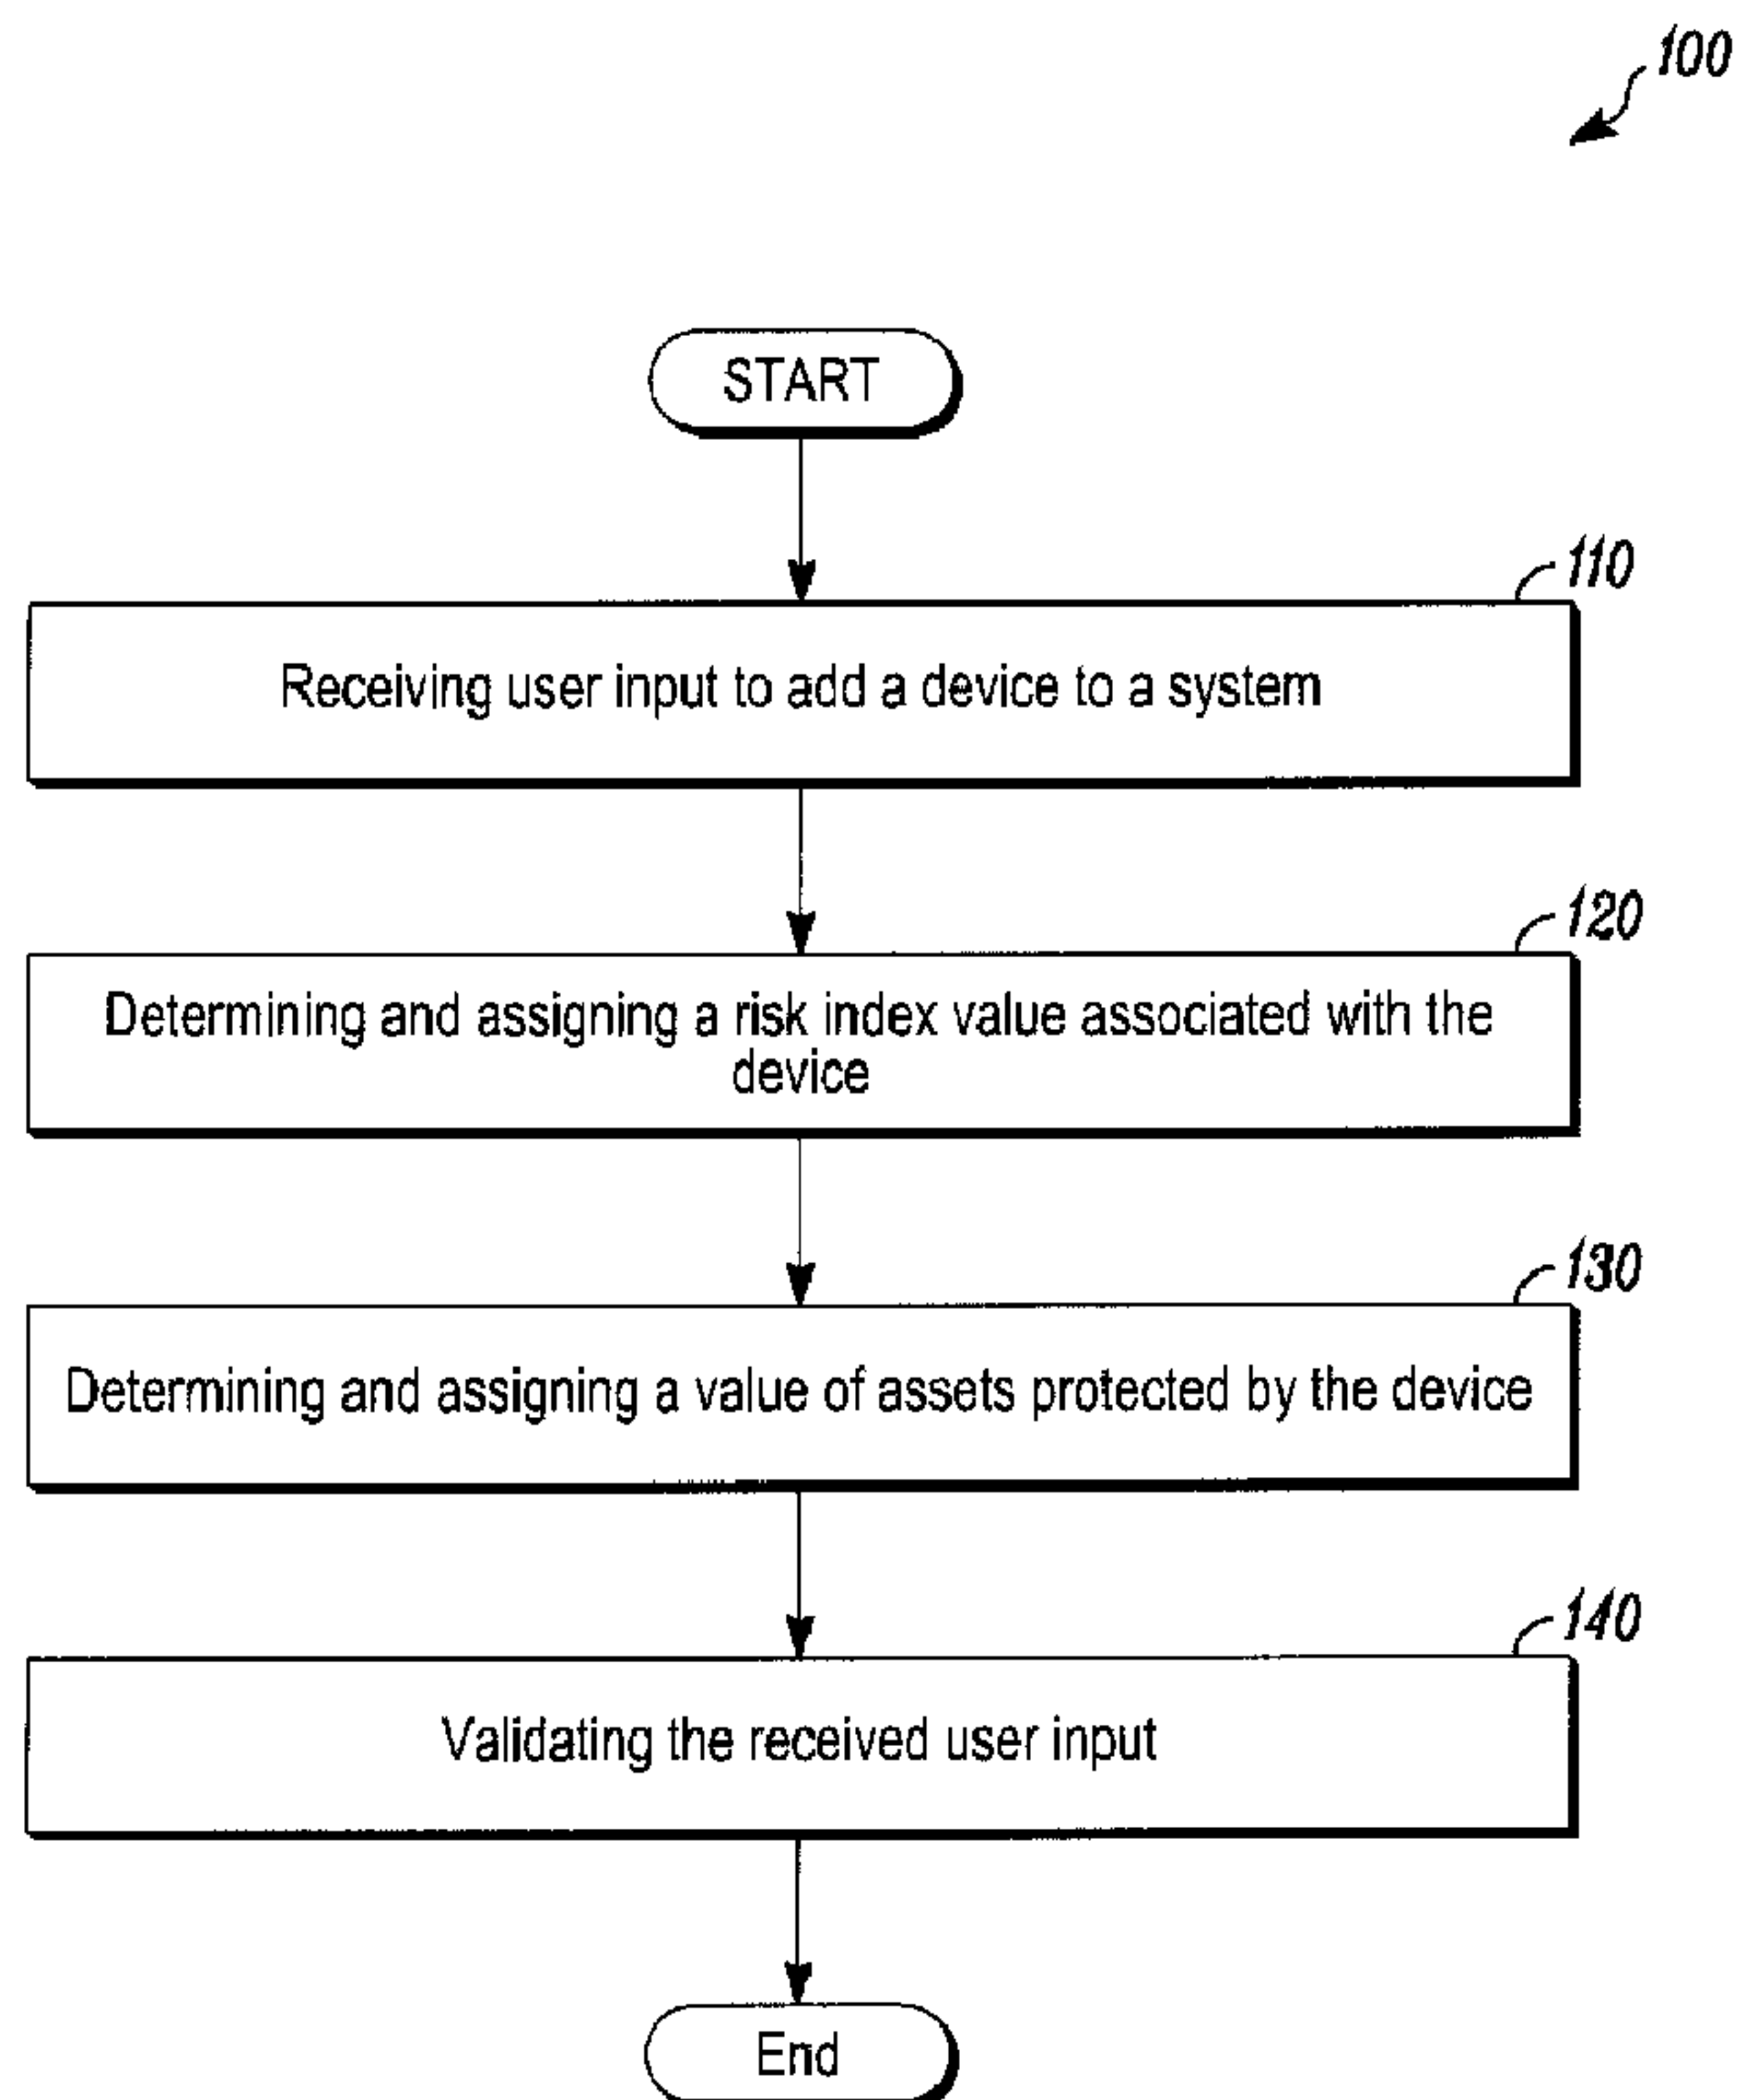 100
START
110
Receiving user input to add a device to a system
120
Determining and assigning a risk index value associated with the
device
130
Determining and assigning a value of assets protected by the device
140
Validating the received user input
End